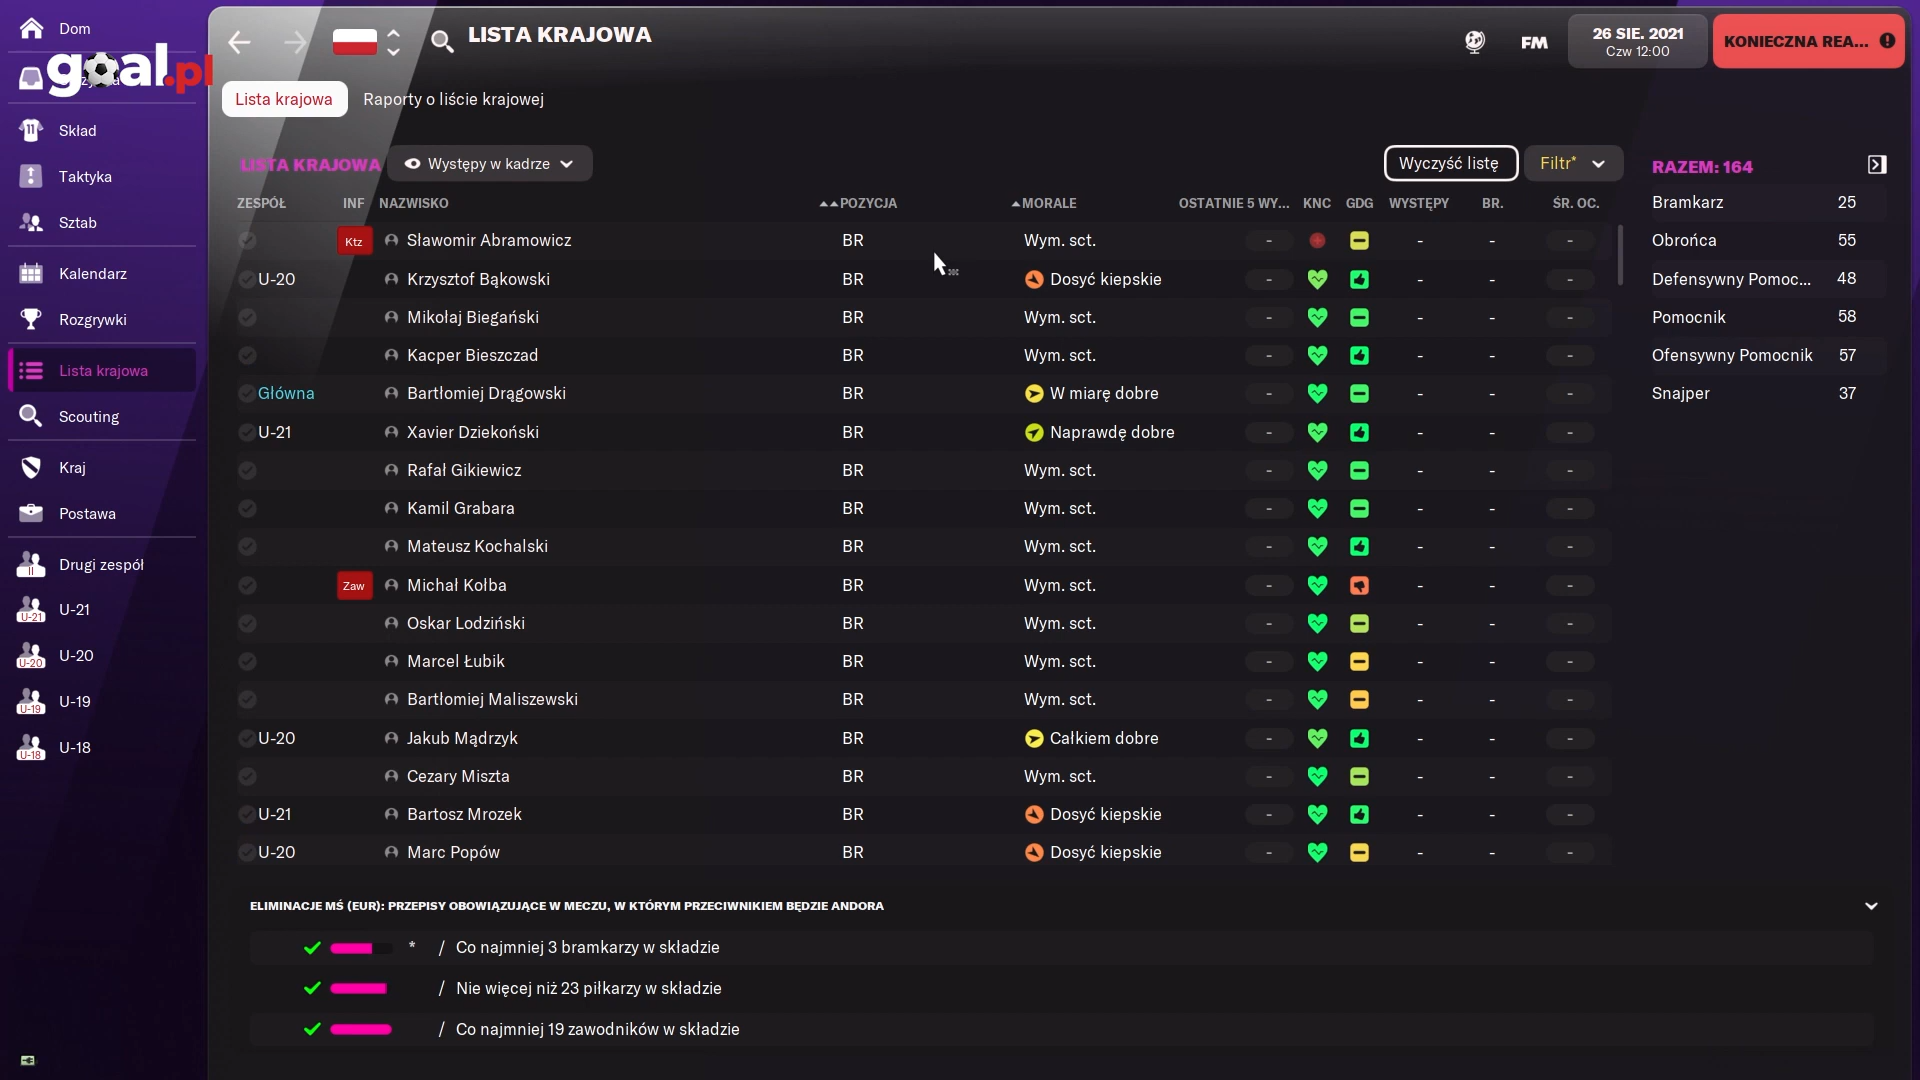 Dom
goal.pl
Skład
Taktyka
Sztab
Kalendarz
Rozgrywki
Lista krajowa
Scouting
Kraj
Postawa
II Drugi zespół
U-21 U-21
U-20 U-20
U-19 U-19
U-18 U-18
LISTA KRAJOWA
FM
26 SIE. 2021
Czw 12:00
KONIECZNA REA...
Lista krajowa Raporty o liście krajowej
LISTA KRAJOWA Występy w kadrze Wyczyść listę Filtr*
ZESPÓŁ INF NAZWISKO POZYCJA MORALE OSTATNIE 5 WY... KNC GDG WYSTĘPY BR. ŚR. OC.
Ktz Sławomir Abramowicz BR Wym. sct. - - - -
U-20 Krzysztof Bąkowski BR Dosyć kiepskie - - - -
Mikołaj Biegański BR Wym. sct. - - - -
Kacper Bieszczad BR Wym. sct. - - - -
Główna Bartłomiej Drągowski BR W miarę dobre - - - -
U-21 Xavier Dziekoński BR Naprawdę dobre - - - -
Rafał Gikiewicz BR Wym. sct. - - - -
Kamil Grabara BR Wym. sct. - - - -
Mateusz Kochalski BR Wym. sct. - - - -
Zaw Michał Kołba BR Wym. sct. - - - -
Oskar Lodziński BR Wym. sct. - - - -
Marcel Łubik BR Wym. sct. - - - -
Bartłomiej Maliszewski BR Wym. sct. - - - -
U-20 Jakub Mądrzyk BR Całkiem dobre - - - -
Cezary Miszta BR Wym. sct. - - - -
U-21 Bartosz Mrozek BR Dosyć kiepskie - - - -
U-20 Marc Popów BR Dosyć kiepskie - - - -
RAZEM: 164
Bramkarz 25
Obrońca 55
Defensywny Pomoc... 48
Pomocnik 58
Ofensywny Pomocnik 57
Snajper 37
ELIMINACJE MŚ (EUR): PRZEPISY OBOWIĄZUJĄCE W MECZU, W KTÓRYM PRZECIWNIKIEM BĘDZIE ANDORA
* / Co najmniej 3 bramkarzy w składzie
/ Nie więcej niż 23 piłkarzy w składzie
/ Co najmniej 19 zawodników w składzie